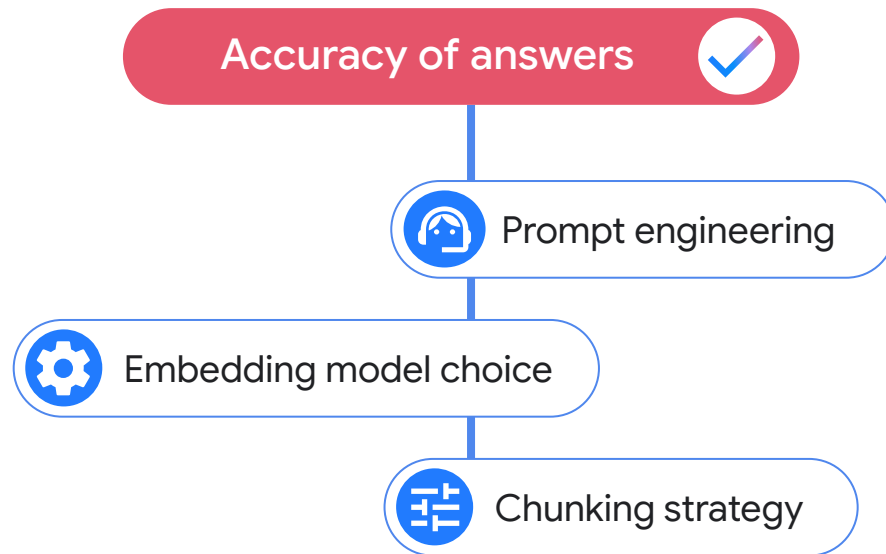 Accuracy of answers
Prompt engineering
Embedding model choice
Chunking strategy